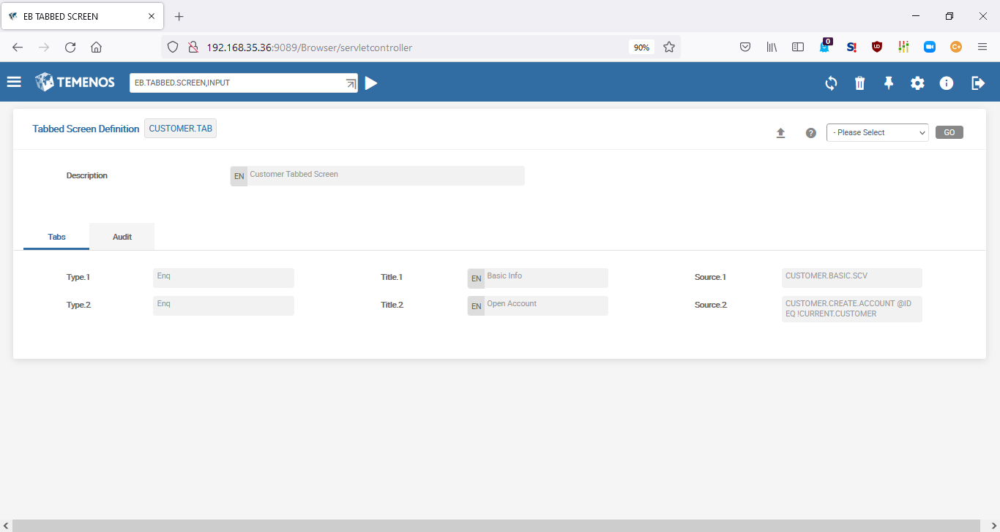 EB TABBED SCREEN
192.168.35.36:9089/Browser/servletcontroller
90%
0
S!
UD
C+
TEMENOS
EB.TABBED.SCREEN,INPUT
Tabbed Screen Definition CUSTOMER.TAB
- Please Select
GO
Description
EN
Customer Tabbed Screen
Tabs
Audit
Type.1
Enq
Title.1
EN
Basic Info
Source.1
CUSTOMER.BASIC.SCV
Type.2
Enq
Title.2
EN
Open Account
Source.2
CUSTOMER.CREATE.ACCOUNT @ID
EQ !CURRENT.CUSTOMER